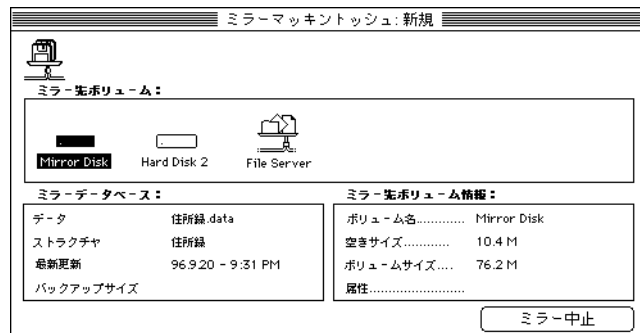 ミラーマッキントッシュ:新規
ミラー先ボリューム:
Mirror Disk
Hard Disk 2
File Server
ミラーデータベース:
データ 住所録.data
ストラクチャ 住所録
最新更新 96.9.20 - 9:31 PM
バックアップサイズ
ミラー先ボリューム情報:
ボリューム名............ Mirror Disk
空きサイズ............ 10.4 M
ボリュームサイズ.... 76.2 M
属性........................
ミラー中止